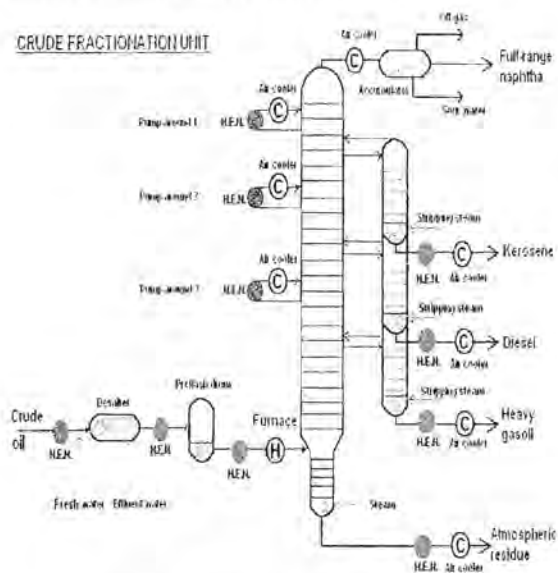 CRUDE FRACTIONATION UNIT
Off-gas
Air cooler
C
Full-range
naphtha
Accumulator
Sour water
Air cooler
C
H.E.N.
Air cooler
C
H.E.N.
Air cooler
C
H.E.N.
Stripping steam
C
Kerosene
H.E.N. Air cooler
Stripping steam
C
Diesel
H.E.N. Air cooler
Stripping steam
C
Heavy
gasoil
H.E.N. Air cooler
Crude
oil
H.E.N.
Desalter
H.E.N.
Preflash drum
H.E.N.
Furnace
H
Fresh water Effluent water
Steam
C
Atmospheric
residue
H.E.N. Air cooler